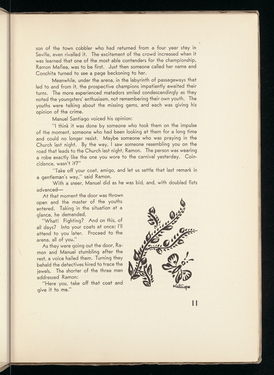 son of the town cobbler who had returned from a four year stay in
Seville, even rivalled it. The excitement of the crowd increased when it
was learned that one of the most able contenders for the championship,
Ramon Mafiee, was to be first. Just then someone called her name and
Conchita turned to see a page beckoning to her.
Meanwhile, under the arena, in the labyrinth of passageways that
led to and from it, the prospective champions impatiently awaited their
turns. The more experienced matadors smiled condescendingly as they
noted the youngsters' enthusiasm, not remembering their own youth. The
youths were talking about the missing gems, and each was giving his
opinion of the crime.
Manuel Santiago voiced his opinion:
"I think it was done by someone who took them on the impulse
of the moment, someone who had been looking at them for a long time
and could no longer resist. Maybe someone who was praying in the
Church last night. By the way, I saw someone resembling you on the
road that leads to the Church last night, Ramon. The person was wearing
a robe exactly like the one you wore to the carnival yesterday. Coin-
cidence, wasn't it?"
"Take off your coat, amigo, and let us settle that last remark in
a gentleman's way," said Ramon.
With a sneer, Manuel did as he was bid, and, with doubled fists
advanced—
At that moment the door was thrown
open and the master of the youths
entered. Taking in the situation at a
glance, he demanded,
"What! Fighting? And on this, of
all days? Into your coats at once; I'll
attend to you later. Proceed to the
arena, all of you."
As they were going out the door, Ra-
mon and Manuel stumbling after the
rest, a voice hailed them. Turning they
beheld the detectives hired to trace the
jewels. The shorter of the three men
addressed Ramon:
"Here you, take off that coat and
give it to me."
11